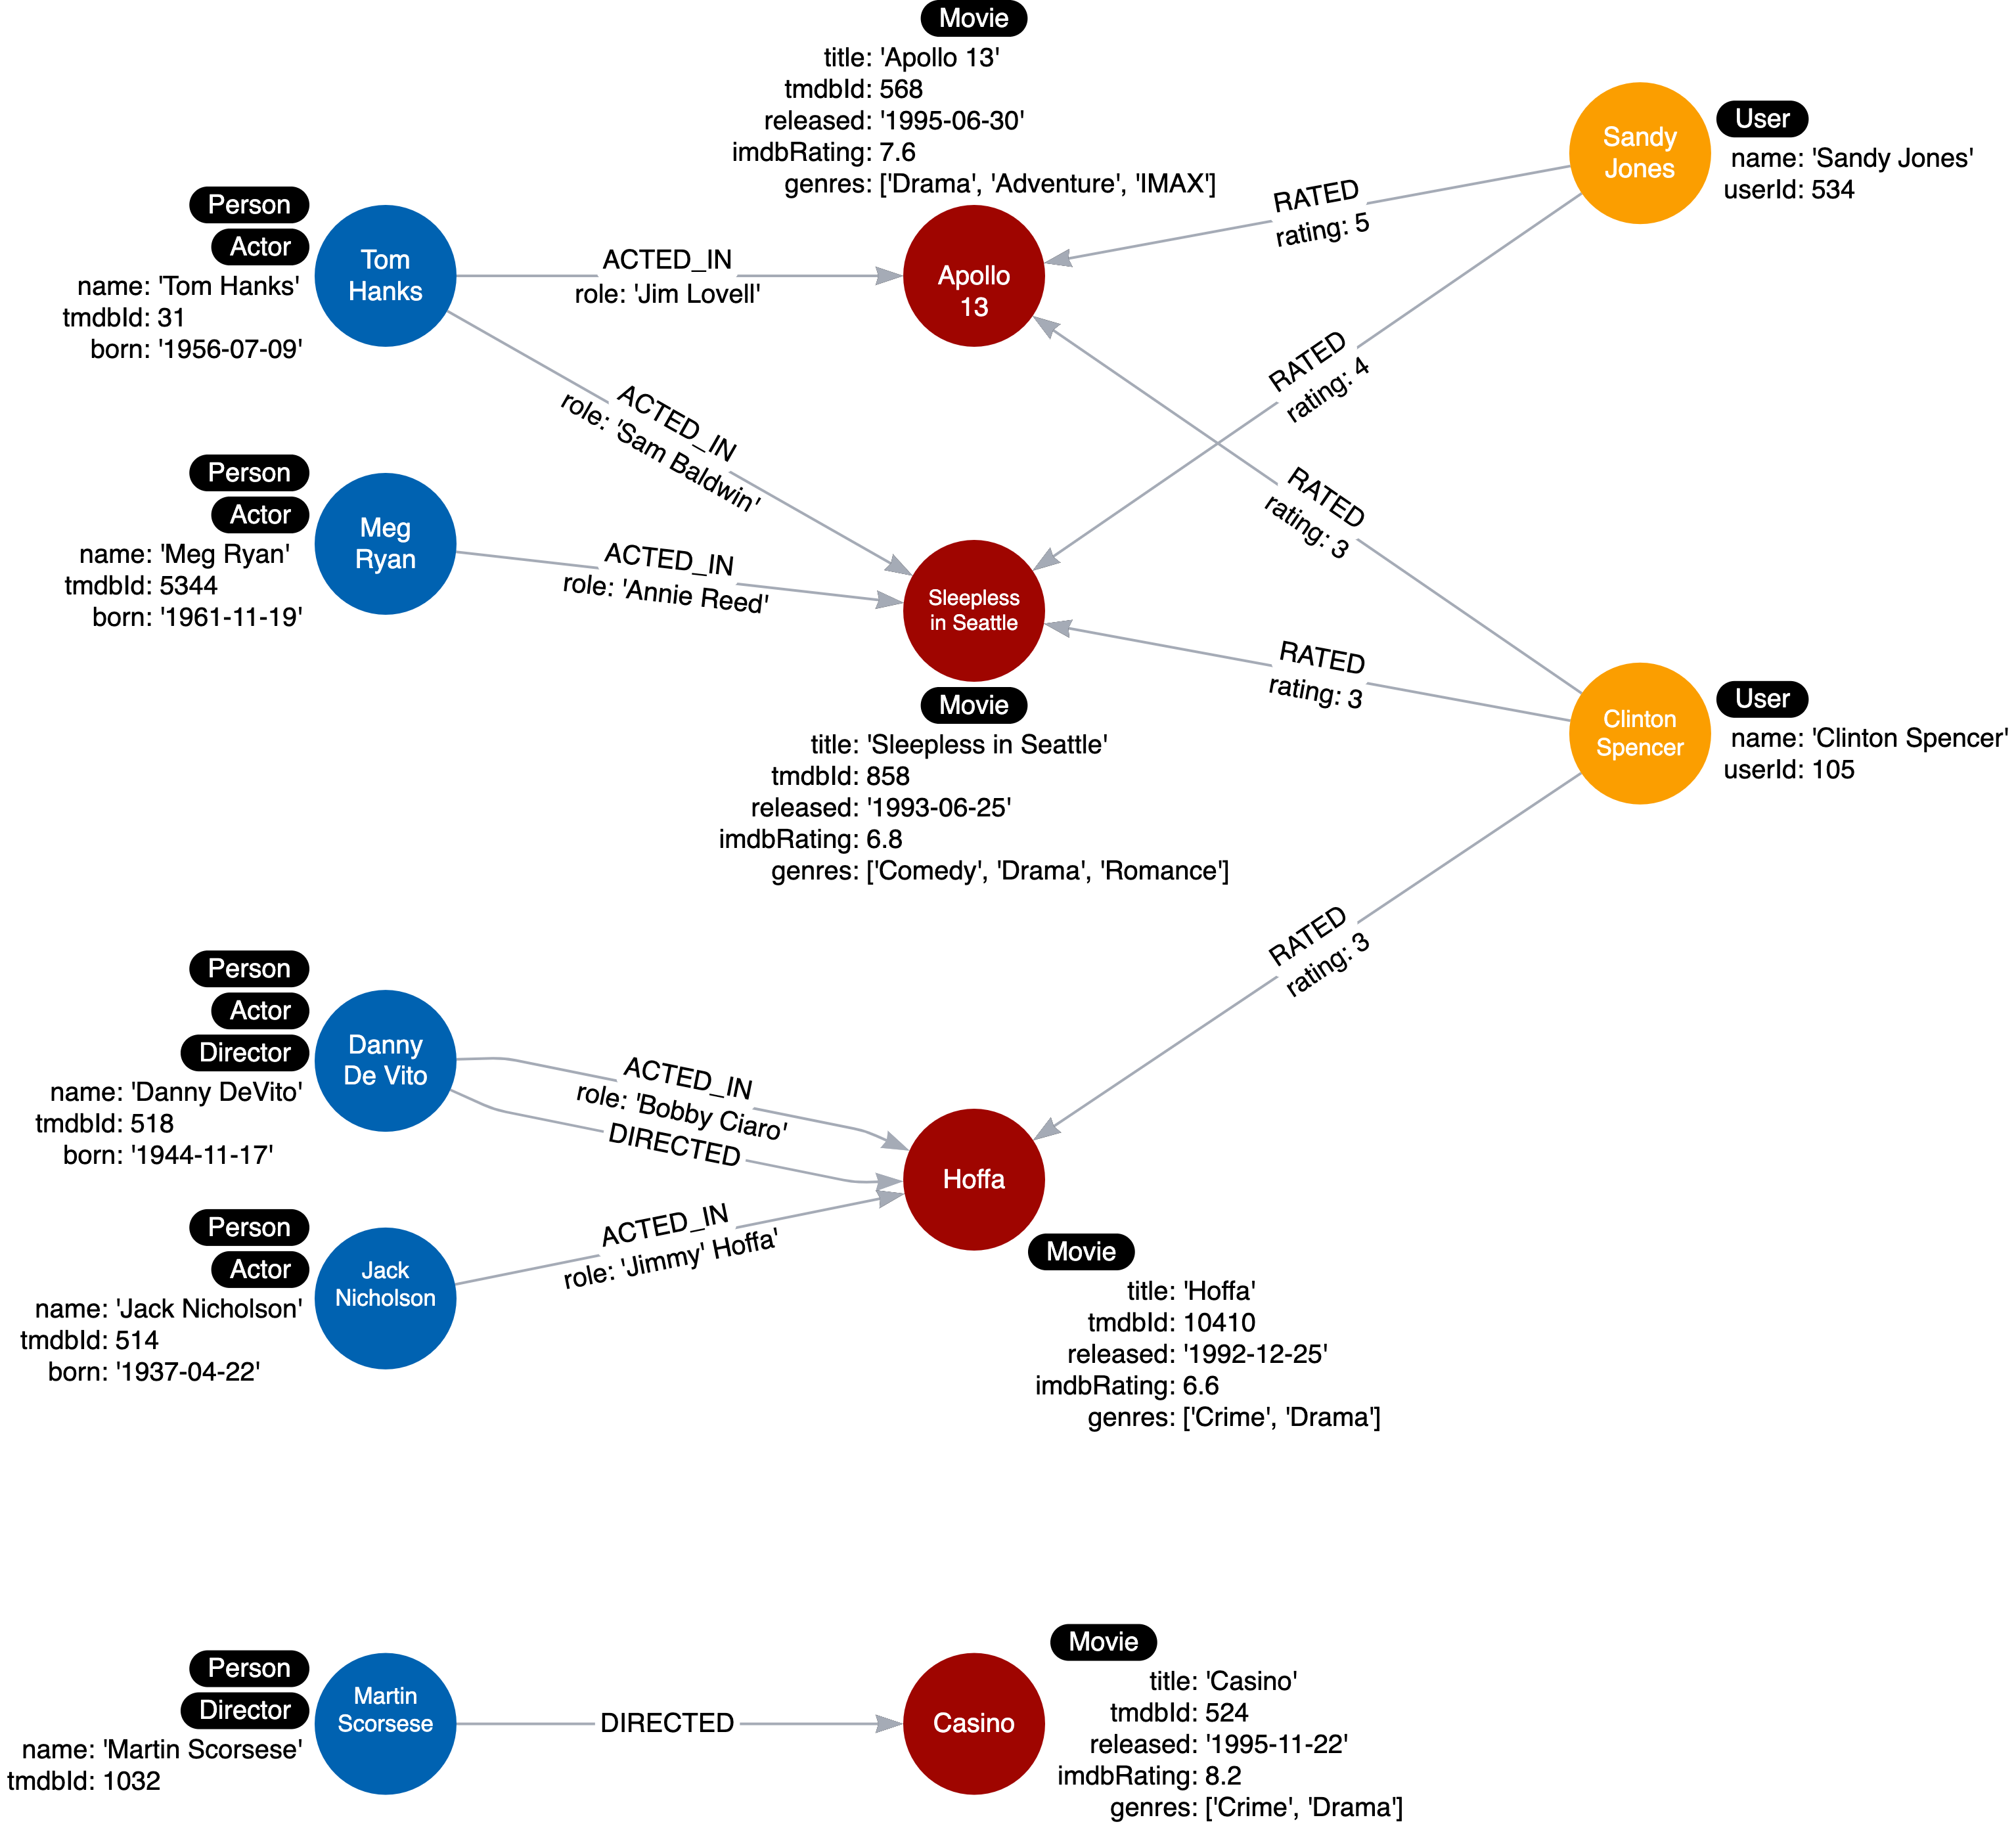 Movie
title: 'Apollo 13'
tmdbId: 568
released: '1995-06-30'
imdbRating: 7.6
genres: ['Drama', 'Adventure', 'IMAX']
Sandy
Jones
User
name: 'Sandy Jones'
userId: 534
Person
Actor
name: 'Tom Hanks'
tmdbId: 31
born: '1956-07-09'
Tom
Hanks
ACTED_IN
role: 'Jim Lovell'
Apollo
13
RATED
rating: 5
RATED
rating: 4
ACTED_IN
role: 'Sam Baldwin'
RATED
rating: 3
Person
Actor
name: 'Meg Ryan'
tmdbId: 5344
born: '1961-11-19'
Meg
Ryan
ACTED_IN
role: 'Annie Reed'
Sleepless
in Seattle
RATED
rating: 3
Movie
title: 'Sleepless in Seattle'
tmdbId: 858
released: '1993-06-25'
imdbRating: 6.8
genres: ['Comedy', 'Drama', 'Romance']
Clinton
Spencer
User
name: 'Clinton Spencer'
userId: 105
RATED
rating: 3
Person
Actor
Director
name: 'Danny DeVito'
tmdbId: 518
born: '1944-11-17'
Danny
De Vito
ACTED_IN
role: 'Bobby Ciaro'
DIRECTED
Hoffa
Person
Actor
name: 'Jack Nicholson'
tmdbId: 514
born: '1937-04-22'
Jack
Nicholson
ACTED_IN
role: 'Jimmy' Hoffa'
Movie
title: 'Hoffa'
tmdbId: 10410
released: '1992-12-25'
imdbRating: 6.6
genres: ['Crime', 'Drama']
Person
Director
name: 'Martin Scorsese'
tmdbId: 1032
Martin
Scorsese
DIRECTED
Casino
Movie
title: 'Casino'
tmdbId: 524
released: '1995-11-22'
imdbRating: 8.2
genres: ['Crime', 'Drama']